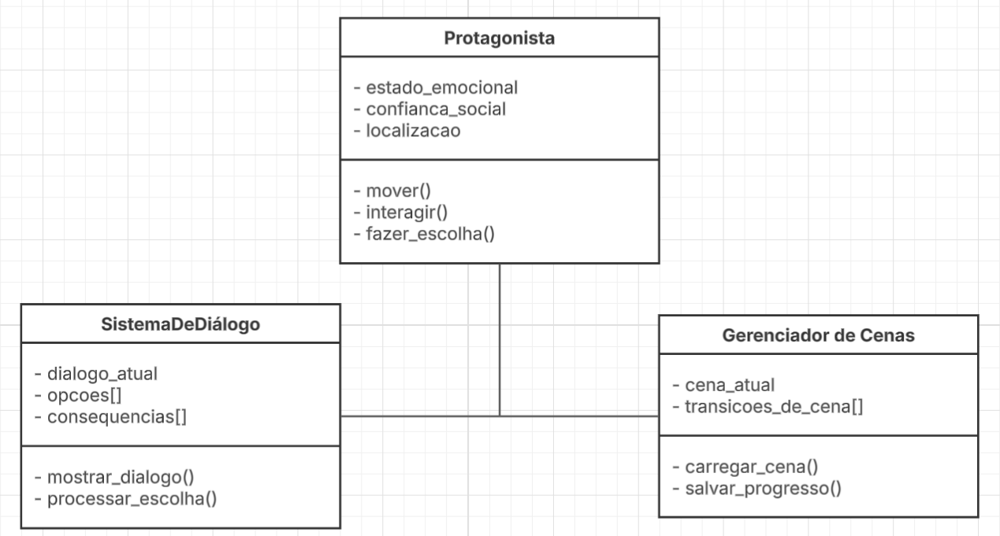 Protagonista
- estado_emocional
- confianca_social
- localizacao
- mover()
- interagir()
- fazer_escolha()
SistemaDeDiálogo
- dialogo_atual
- opcoes[]
- consequencias[]
- mostrar_dialogo()
- processar_escolha()
Gerenciador de Cenas
- cena_atual
- transicoes_de_cena[]
- carregar_cena()
- salvar_progresso()